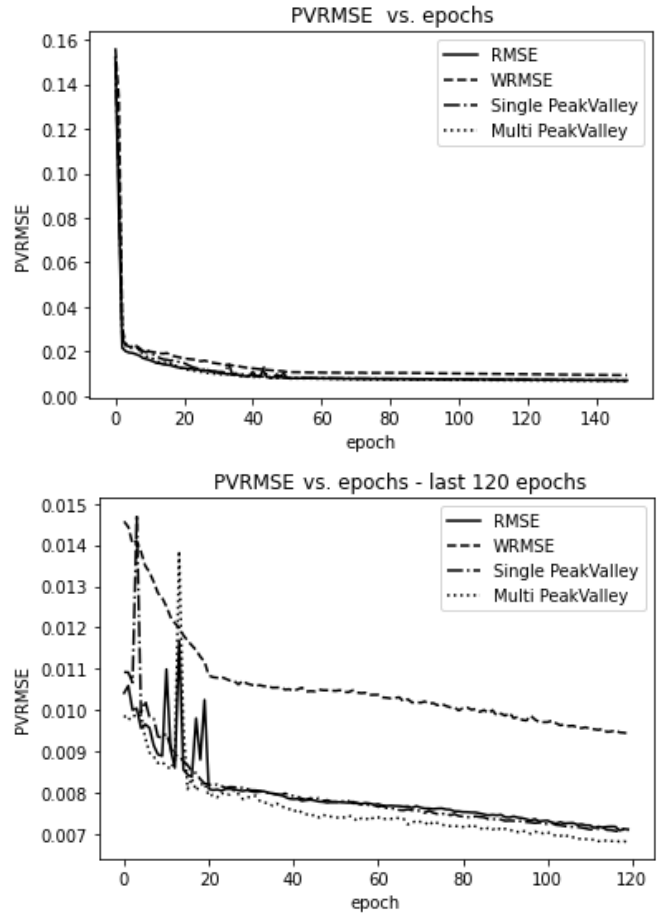 PVRMSE vs. epochs
0.16
0.14
0.12
0.10
0.08
0.06
0.04
0.02
0.00
PVRMSE
RMSE
WRMSE
Single PeakValley
Multi PeakValley
0 20 40 60 80 100 120 140
epoch
PVRMSE vs. epochs - last 120 epochs
0.015
0.014
0.013
0.012
0.011
0.010
0.009
0.008
0.007
PVRMSE
RMSE
WRMSE
Single PeakValley
Multi PeakValley
0 20 40 60 80 100 120
epoch